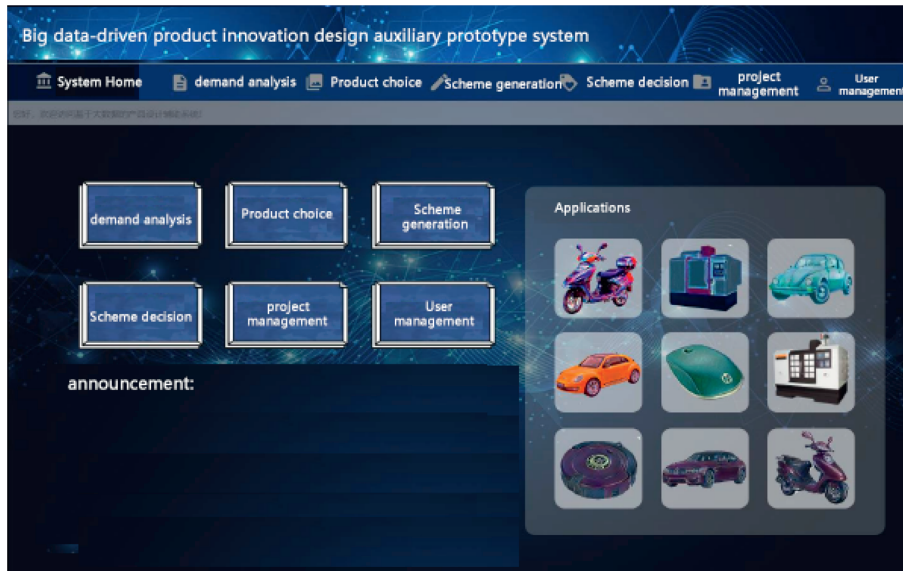 Big data-driven product innovation design auxiliary prototype system
System Home
demand analysis
Product choice
Scheme generation
Scheme decision
project
management
User
management
demand analysis
Product choice
Scheme
generation
Scheme decision
project
management
User
management
Applications
announcement: